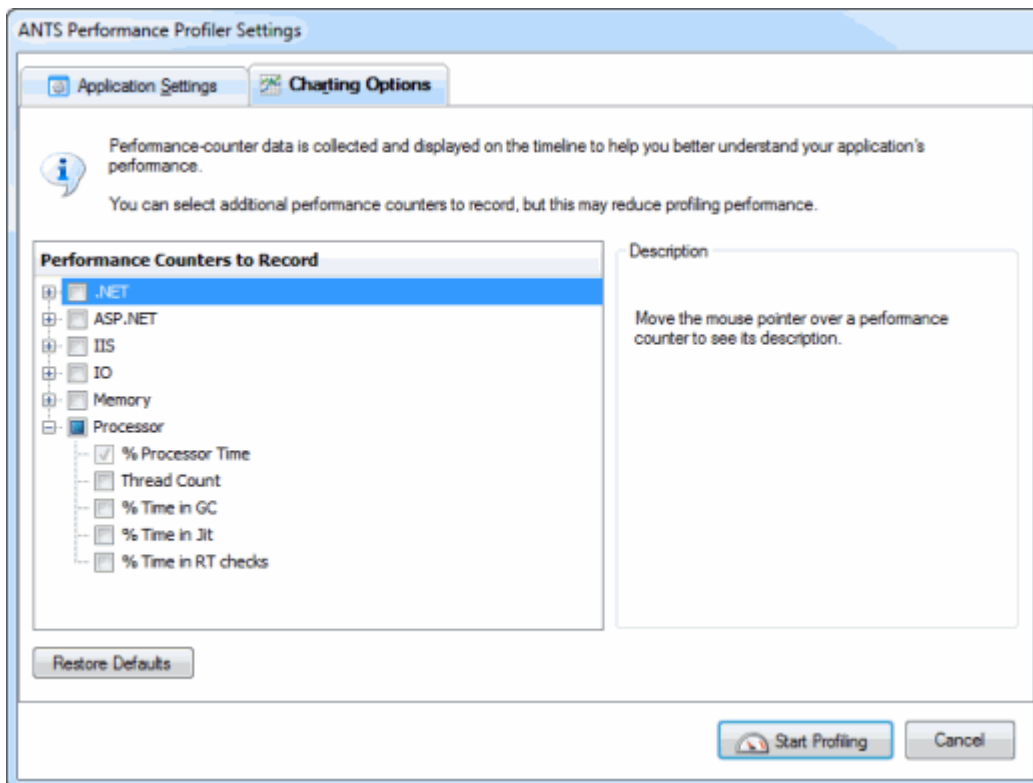 ANTS Performance Profiler Settings
Application Settings
Charting Options
Performance-counter data is collected and displayed on the timeline to help you better understand your application's
performance.
You can select additional performance counters to record, but this may reduce profiling performance.
Performance Counters to Record
.NET
ASP.NET
IIS
IO
Memory
Processor
% Processor Time
Thread Count
% Time in GC
% Time in Jit
% Time in RT checks
Description
Move the mouse pointer over a performance
counter to see its description.
Restore Defaults
Start Profiling
Cancel